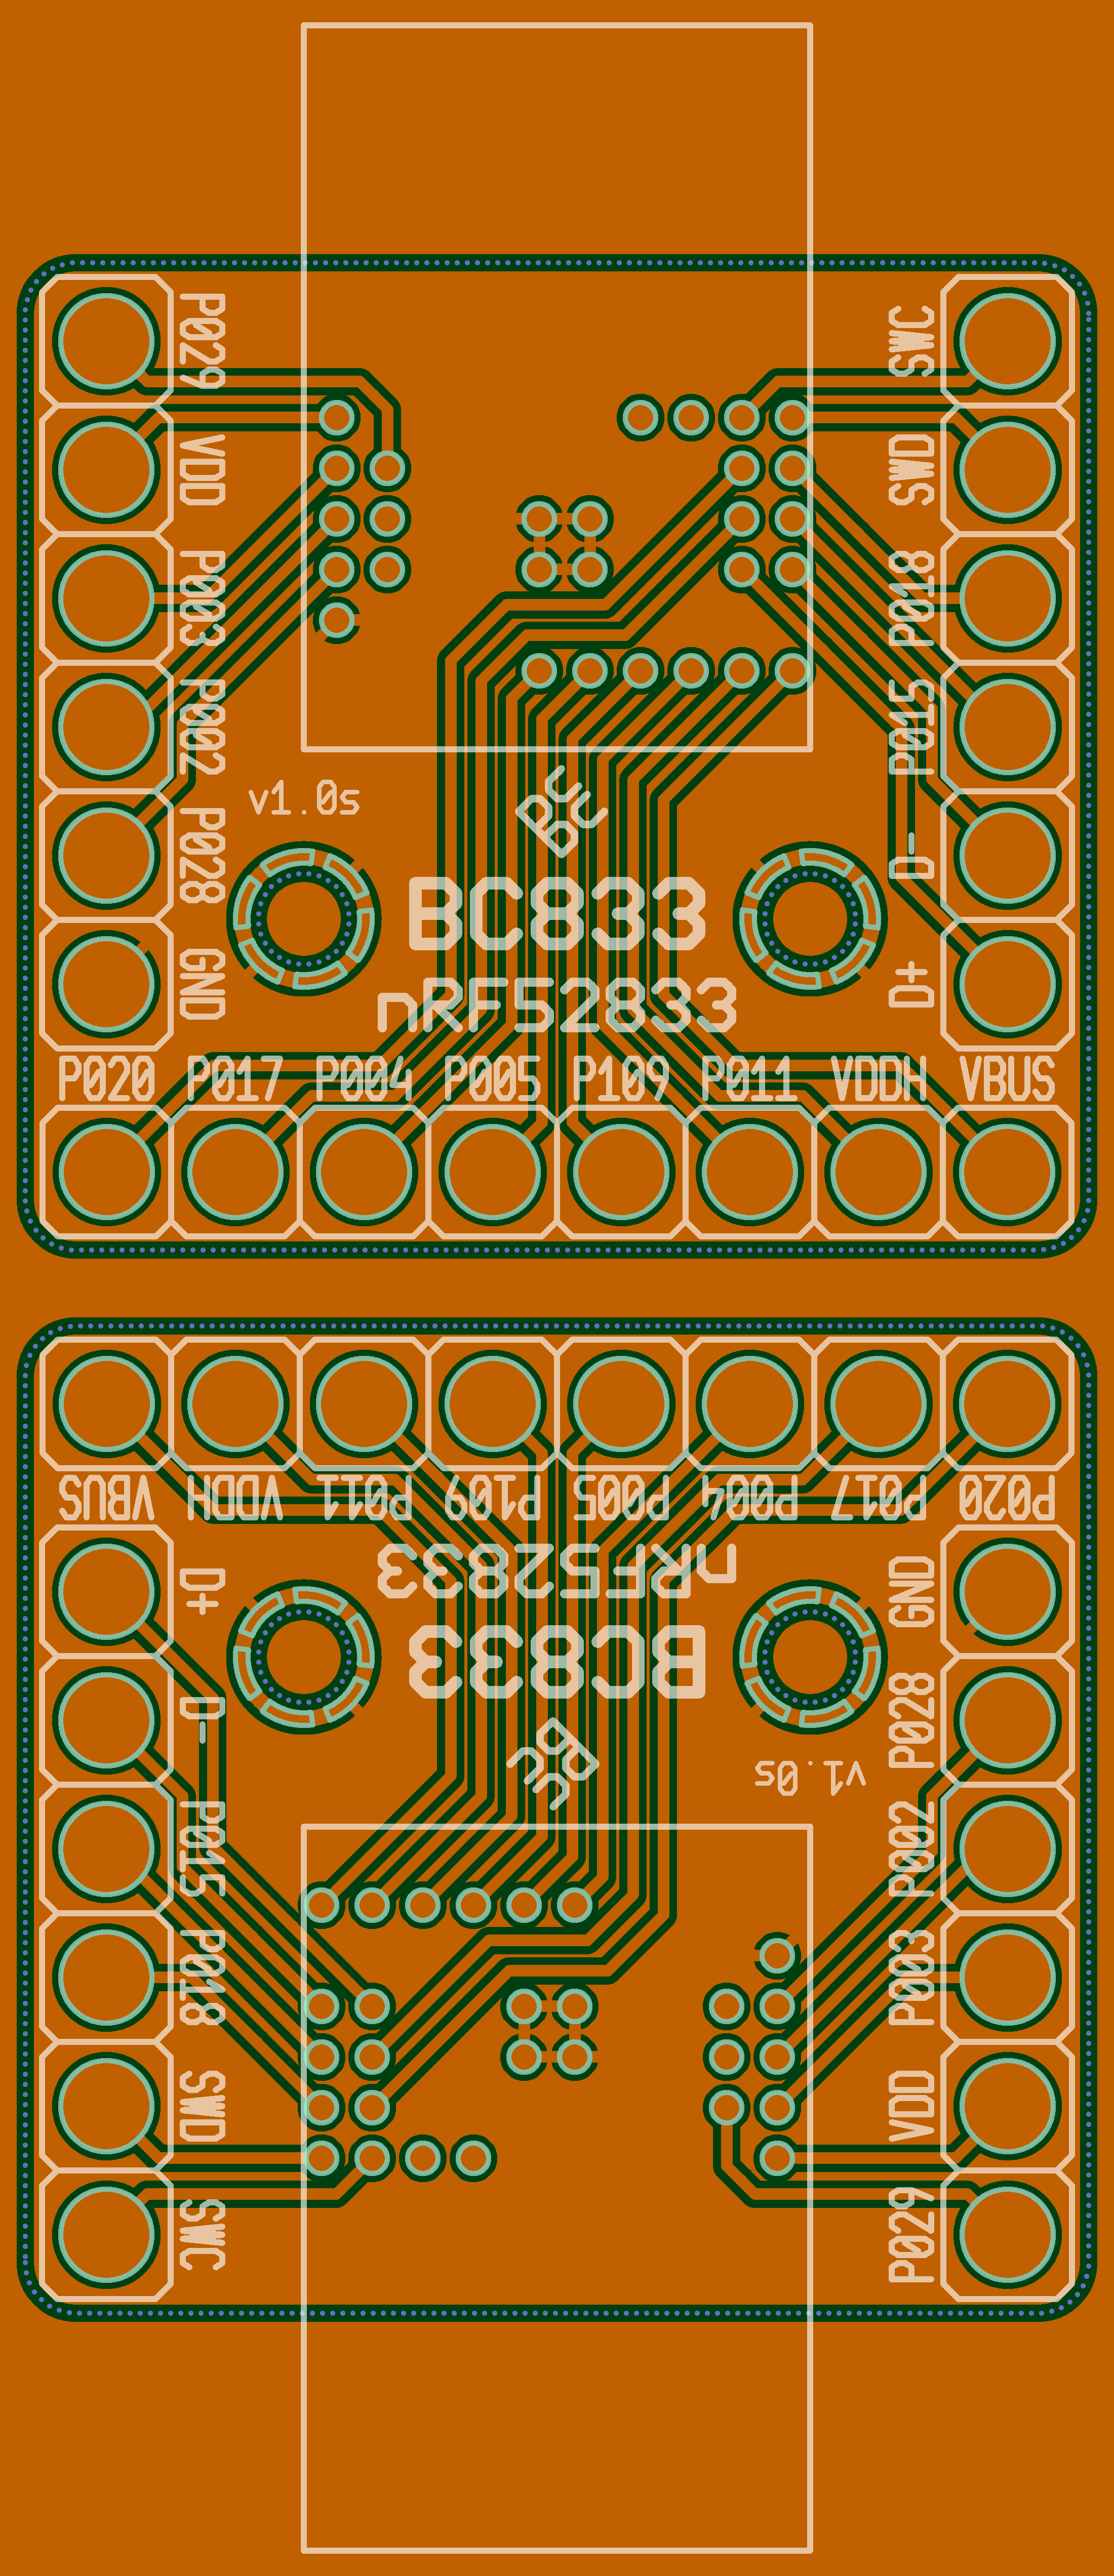 P029
VDD
P003
P002
P028
GND
SWC
SWD
P018
P015
D-
D+
v1.0s
BC
BC833
nRF52833
P020 P017 P004 P005 P109 P011 VDDH VBUS
VBUS VDDH P011 P109 P005 P004 P017 P020
nRF52833
BC833
BC
v1.0s
D+
D-
P015
P018
SWD
SWC
GND
P028
P002
P003
VDD
P029